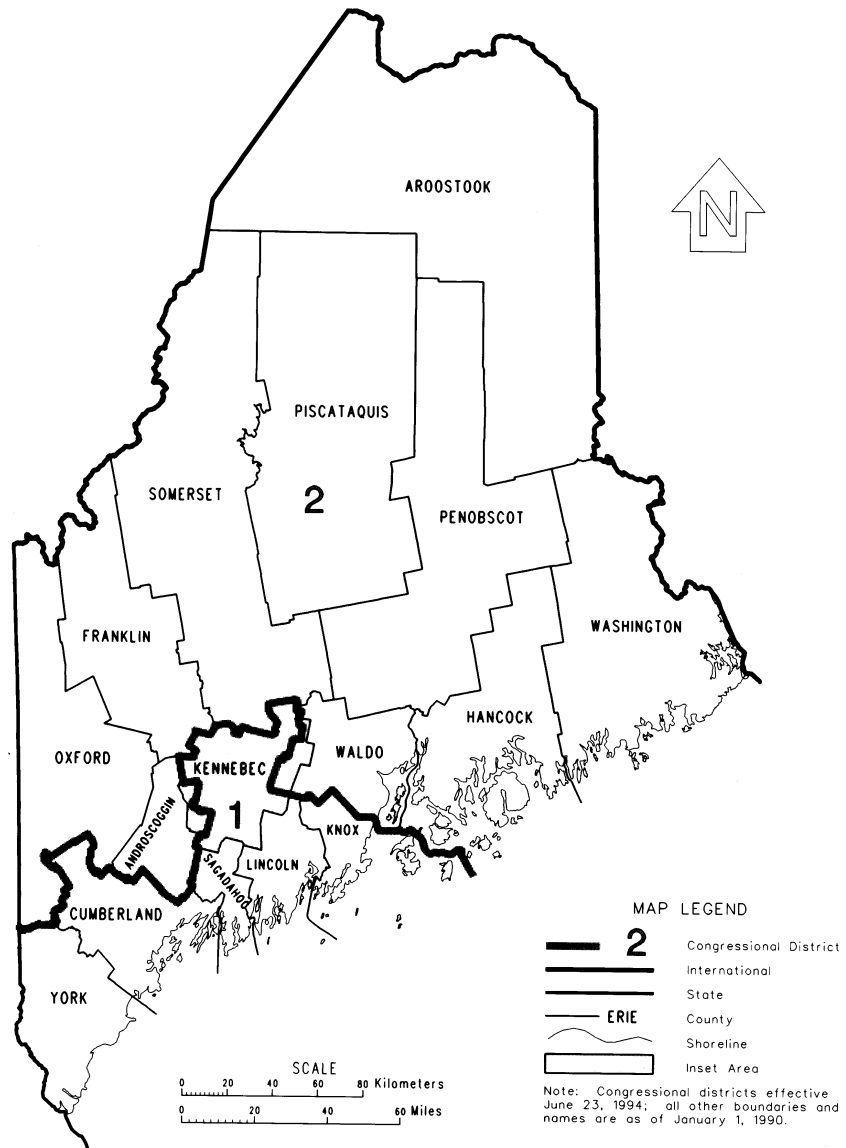 AROOSTOOK
N
PISCATAQUIS
SOMERSET
2
PENOBSCOT
FRANKLIN
WASHINGTON
HANCOCK
OXFORD
WALDO
KENNEBEC
ANDROSCOGGIN
1
KNOX
LINCOLN
SAGADAHOC
CUMBERLAND
YORK
MAP LEGEND
2 Congressional District
International
State
ERIE County
Shoreline
Inset Area
SCALE
0 20 40 60 80 Kilometers
0 20 40 60 Miles
Note: Congressional districts effective
June 23, 1994; all other boundaries and
names are as of January 1, 1990.